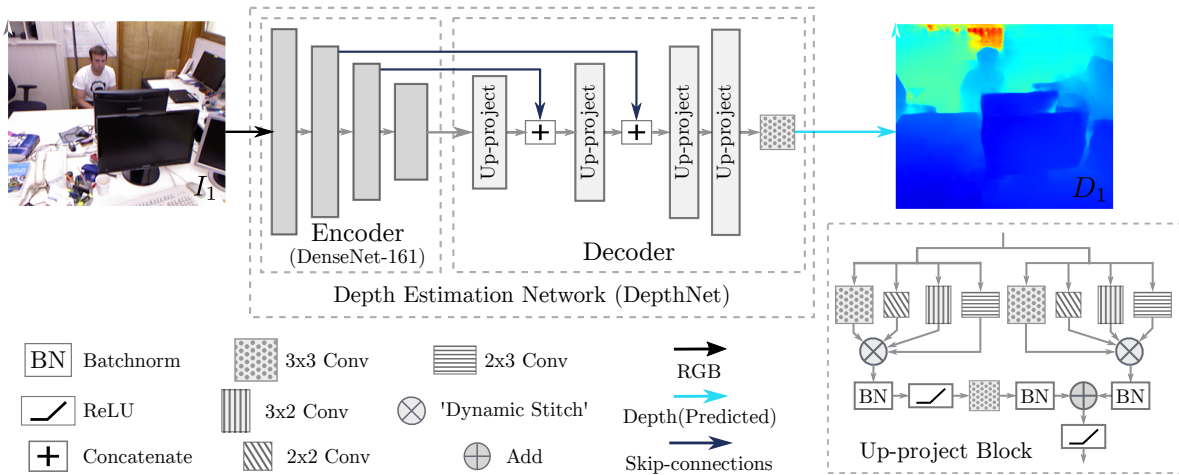 I1
D1
Up-project
Up-project
Up-project
Up-project
+
+
Encoder
(DenseNet-161)
Decoder
Depth Estimation Network (DepthNet)
BN
BN
BN
Up-project Block
BN Batchnorm
3x3 Conv
2x3 Conv
RGB
ReLU
3x2 Conv
'Dynamic Stitch'
Depth(Predicted)
+ Concatenate
2x2 Conv
Add
Skip-connections